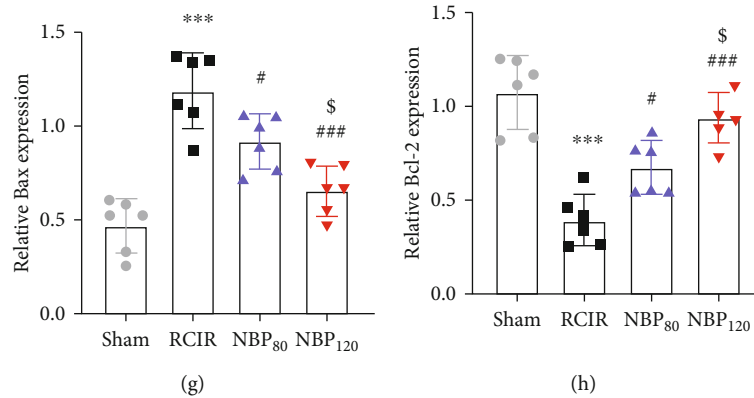 Relative Bax expression
1.5
1.0
0.5
0.0
***
#
$
###
Sham RCIR NBP80 NBP120
(g)
Relative Bcl-2 expression
1.5
1.0
0.5
0.0
***
#
$
###
Sham RCIR NBP80 NBP120
(h)